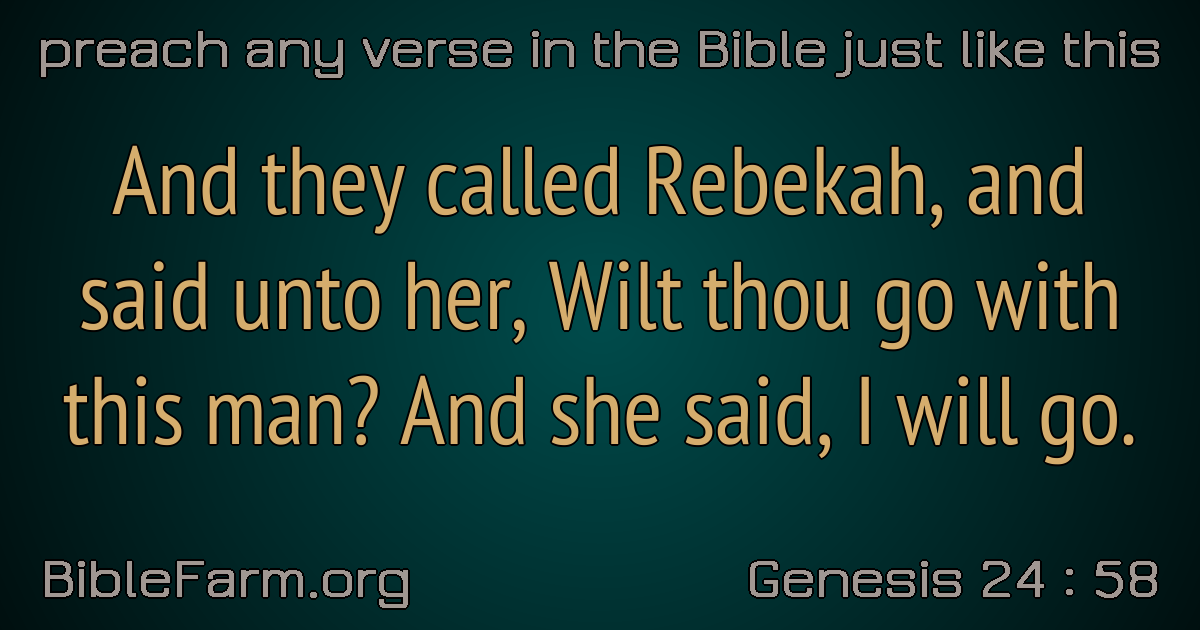 preach any verse in the Bible just like this
And they called Rebekah, and
said unto her, Wilt thou go with
this man? And she said, I will go.
BibleFarm.org
Genesis 24 : 58